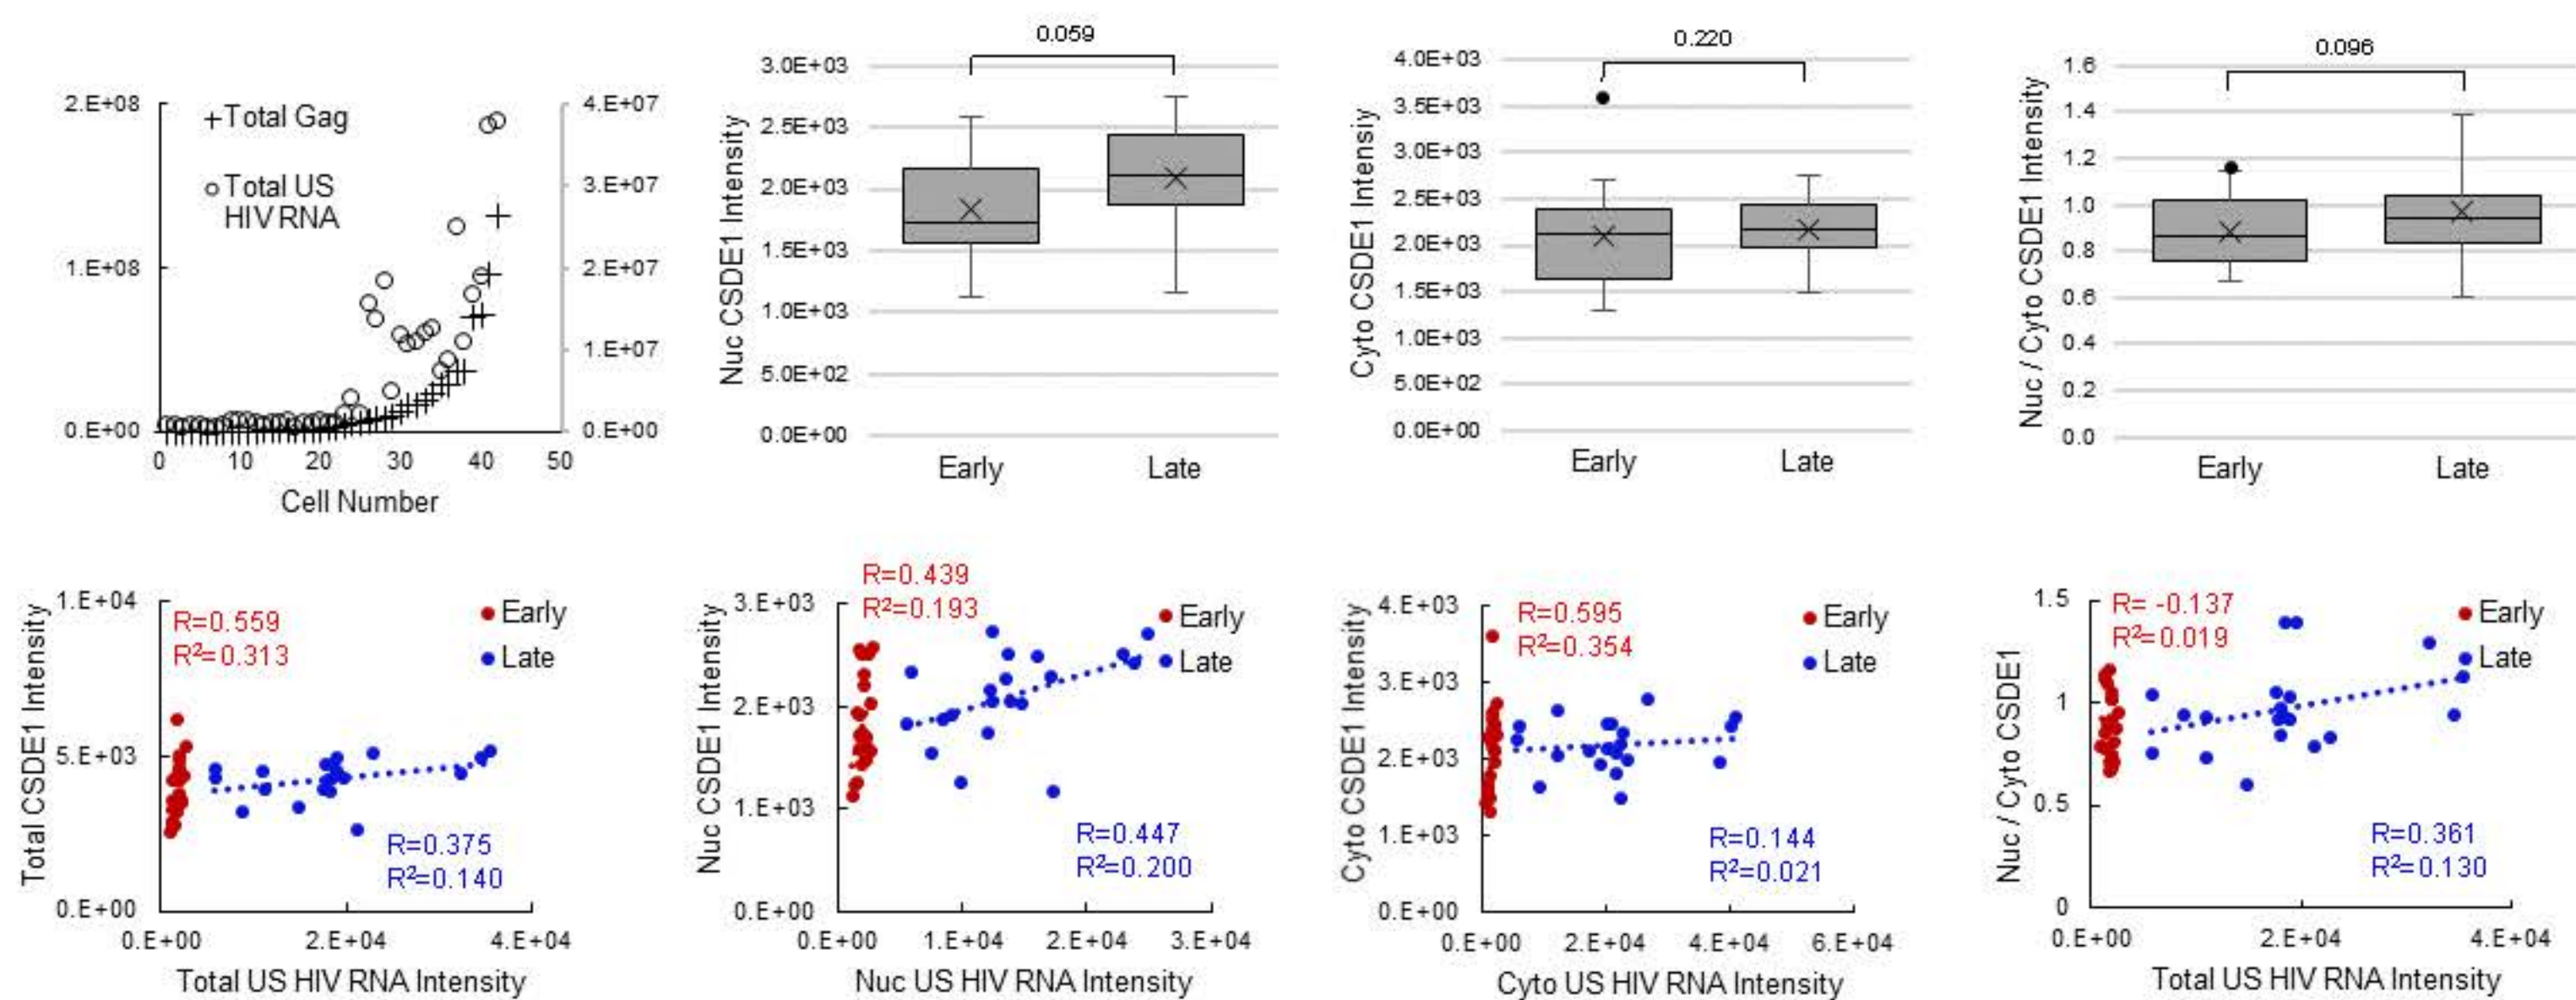 2.E+08
1.E+08
0.E+00
+Total Gag
Total US
HIV RNA
4.E+07
3.E+07
2.E+07
1.E+07
0.E+00
0 10 20 30 40 50
Cell Number
Nuc CSDE1 Intensity
0.059
3.0E+03
2.5E+03
2.0E+03
1.5E+03
1.0E+03
5.0E+02
0.0E+00
Early Late
Cyto CSDE1 Intensiy
0.220
4.0E+03
3.5E+03
3.0E+03
2.5E+03
2.0E+03
1.5E+03
1.0E+03
5.0E+02
0.0E+00
Early Late
Nuc / Cyto CSDE1 Intensity
0.096
1.6
1.4
1.2
1.0
0.8
0.6
0.4
0.2
0.0
Early Late
Total CSDE1 Intensity
1.E+04
5.E+03
0.E+00
R=0.559
R²=0.313
Early
Late
R=0.375
R²=0.140
0.E+00 2.E+04 4.E+04
Total US HIV RNA Intensity
Nuc CSDE1 Intensity
3.E+03
2.E+03
1.E+03
0.E+00
R=0.439
R²=0.193
Early
Late
R=0.447
R²=0.200
0.E+00 1.E+04 2.E+04 3.E+04
Nuc US HIV RNA Intensity
Cyto CSDE1 Intensity
4.E+03
3.E+03
2.E+03
1.E+03
0.E+00
R=0.595
R²=0.354
Early
Late
R=0.144
R²=0.021
0.E+00 2.E+04 4.E+04 6.E+04
Cyto US HIV RNA Intensity
Nuc / Cyto CSDE1
1.5
1
0.5
0
R= -0.137
R²=0.019
Early
Late
R=0.361
R²=0.130
0.E+00 2.E+04 4.E+04
Total US HIV RNA Intensity